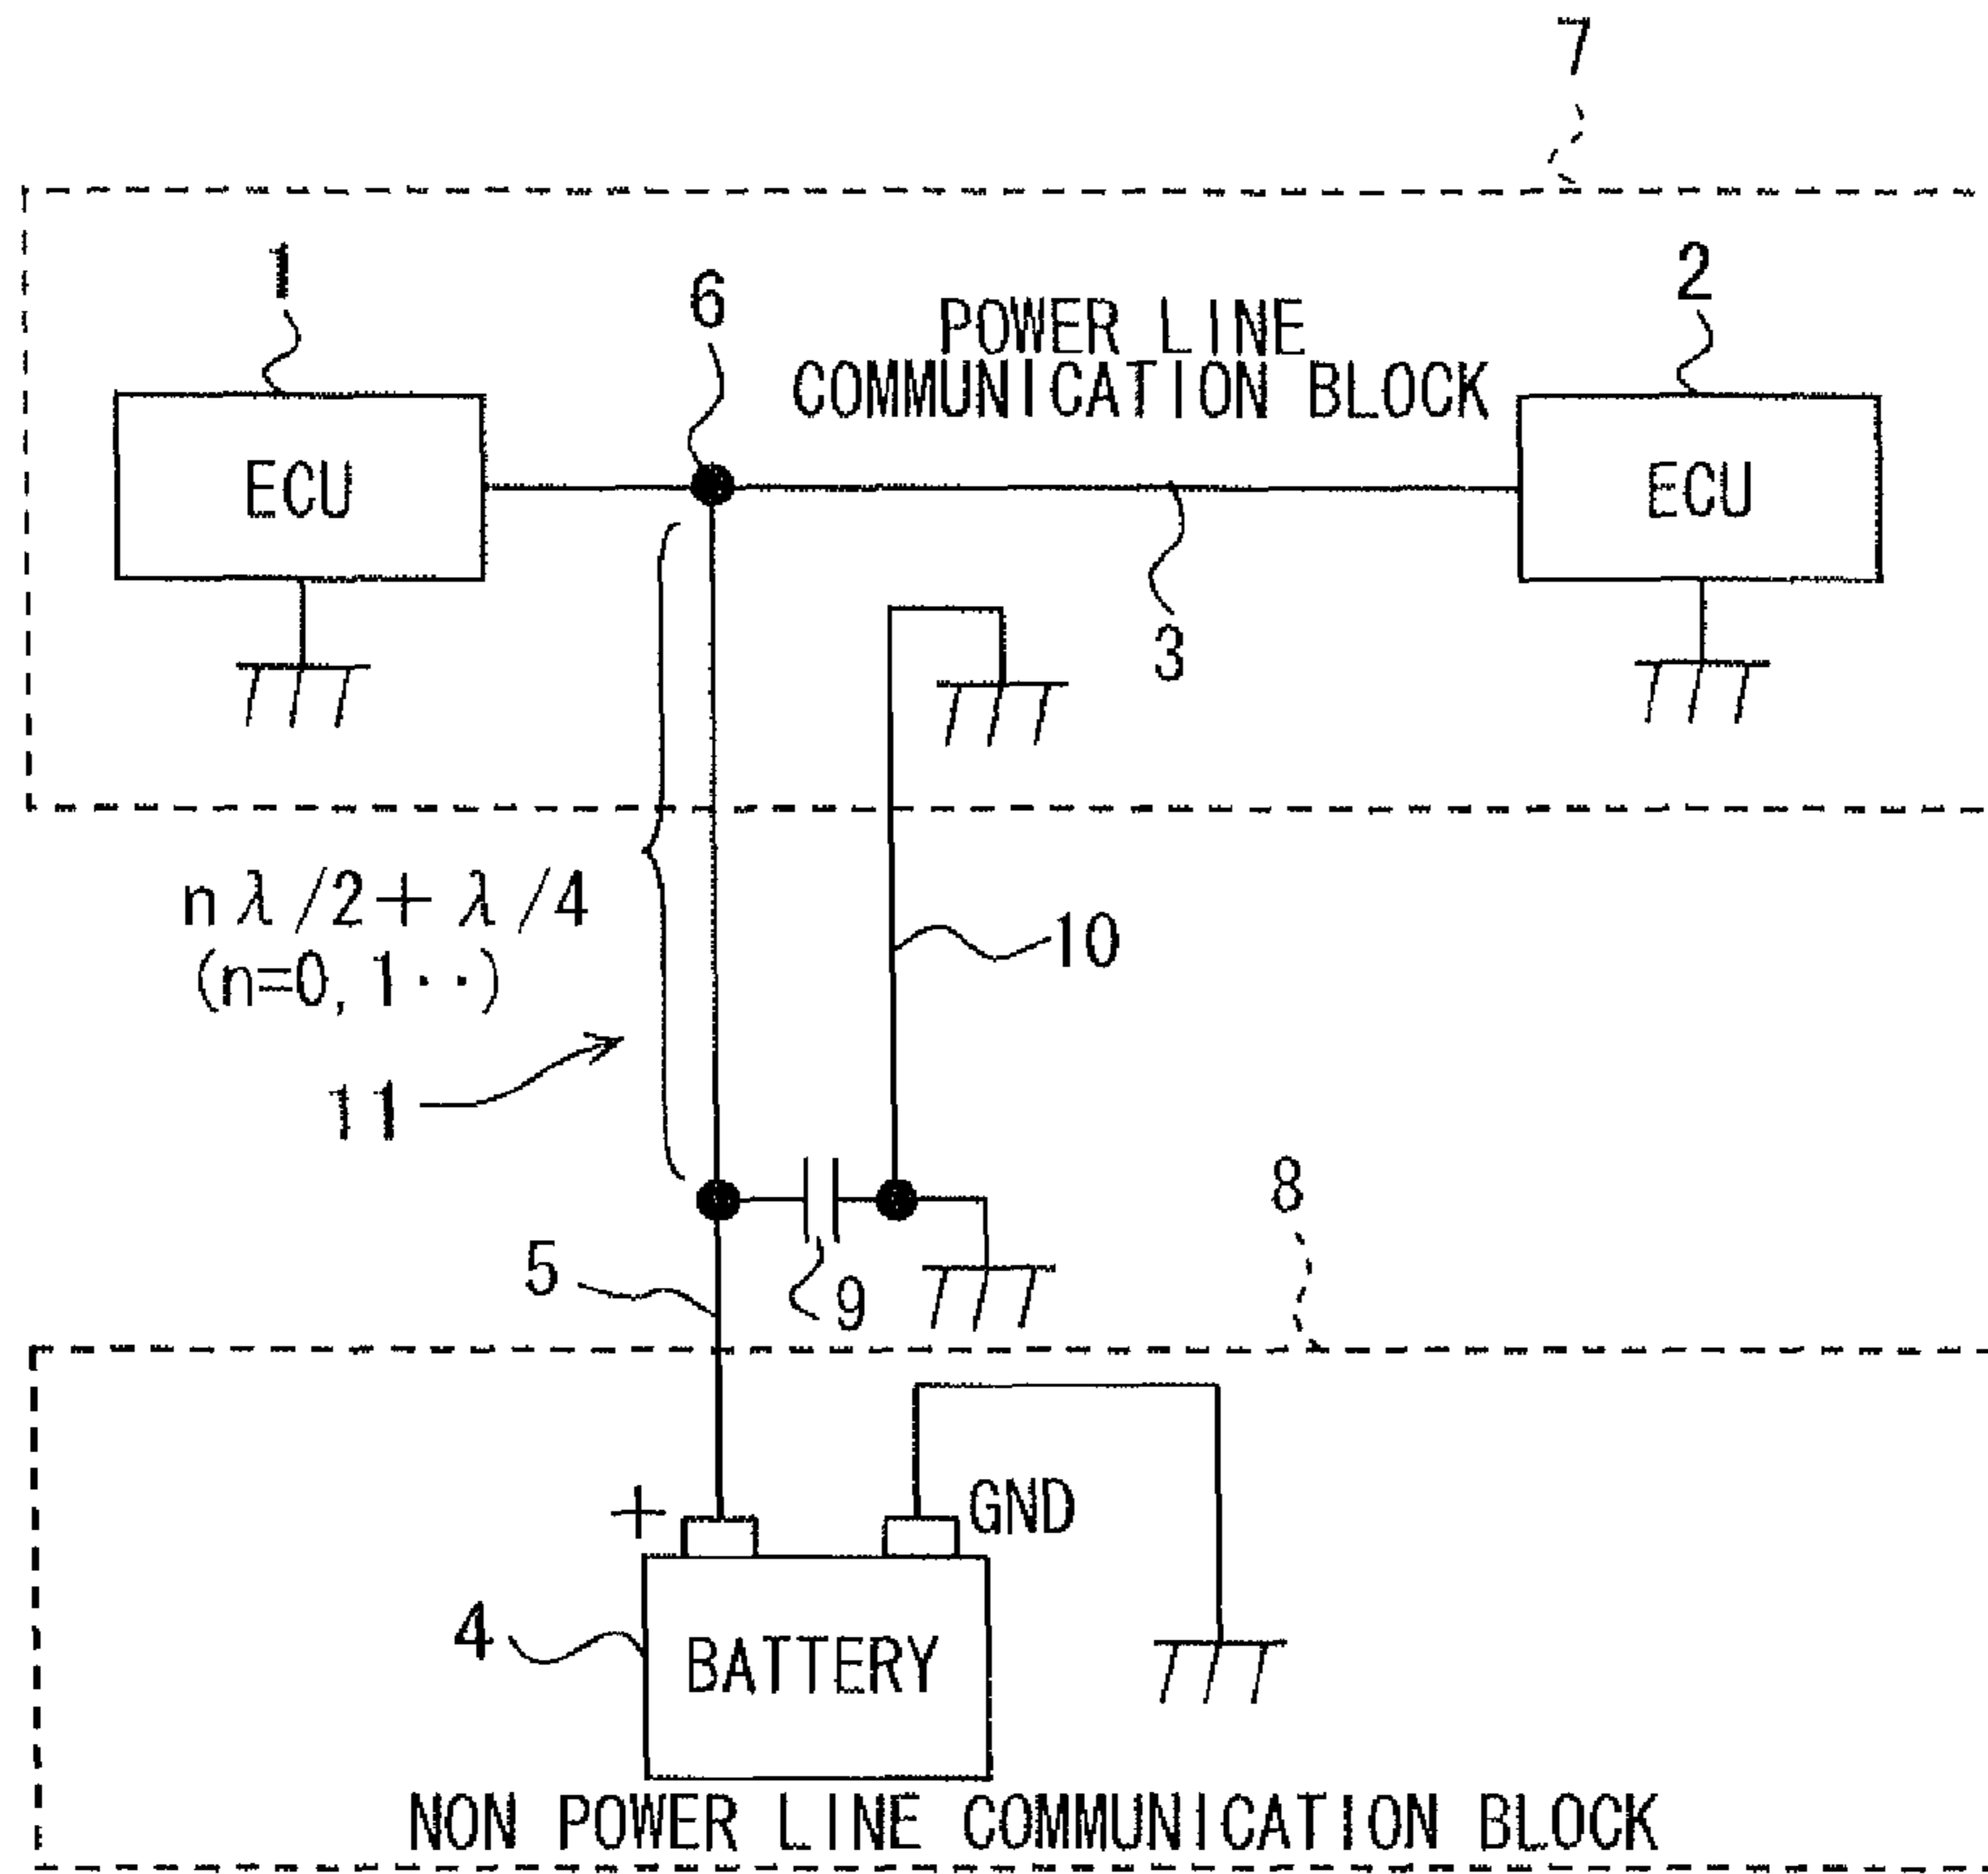 7
1
6
2
POWER LINE
COMMUNICATION BLOCK
ECU
ECU
3
nλ/2+λ/4
(n=0,1··)
10
11
8
5
9
+
GND
4
BATTERY
NON POWER LINE COMMUNICATION BLOCK